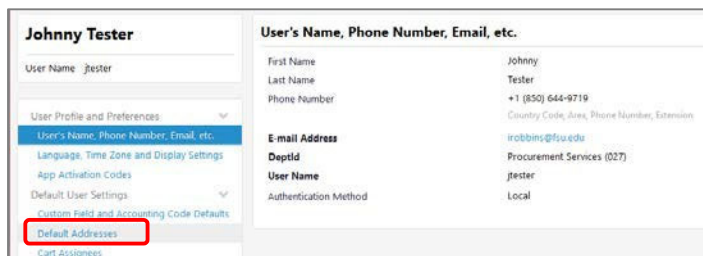 Johnny Tester
User Name jtester
User Profile and Preferences
User's Name, Phone Number, Email, etc.
Language, Time Zone and Display Settings
App Activation Codes
Default User Settings
Custom Field and Accounting Code Defaults
Default Addresses
Cart Assignees
User's Name, Phone Number, Email, etc.
First Name Johnny
Last Name Tester
Phone Number +1 (850) 644-9719
Country Code, Area, Phone Number, Extension
E-mail Address irobbins@fsu.edu
DeptId Procurement Services (027)
User Name jtester
Authentication Method Local